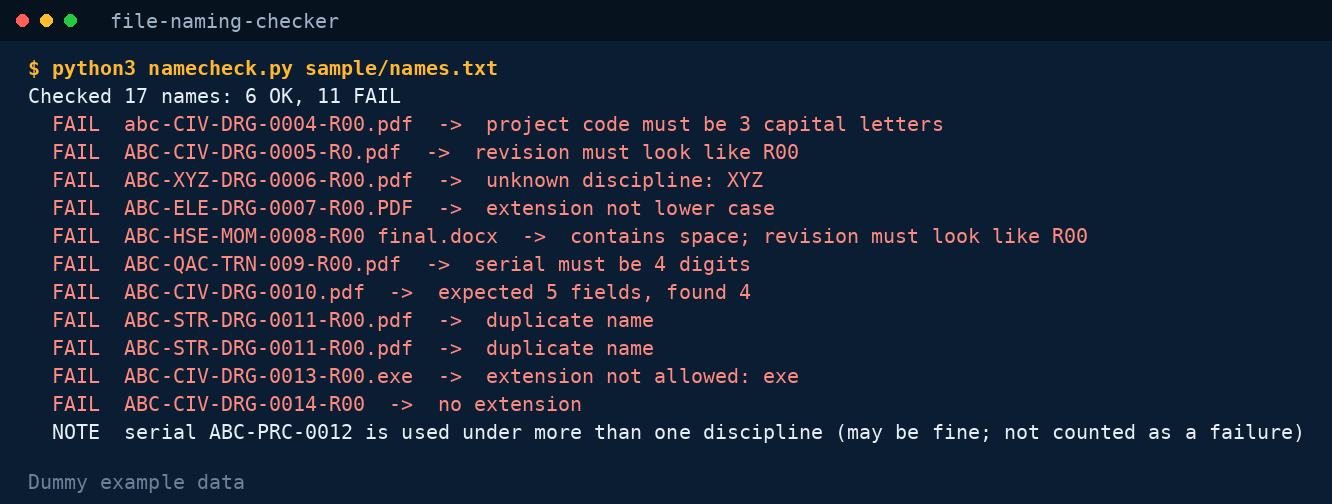 file-naming-checker
$ python3 namecheck.py sample/names.txt
Checked 17 names: 6 OK, 11 FAIL
FAIL  abc-CIV-DRG-0004-R00.pdf  ->  project code must be 3 capital letters
FAIL  ABC-CIV-DRG-0005-R0.pdf  ->  revision must look like R00
FAIL  ABC-XYZ-DRG-0006-R00.pdf  ->  unknown discipline: XYZ
FAIL  ABC-ELE-DRG-0007-R00.PDF  ->  extension not lower case
FAIL  ABC-HSE-MOM-0008-R00 final.docx  ->  contains space; revision must look like R00
FAIL  ABC-QAC-TRN-009-R00.pdf  ->  serial must be 4 digits
FAIL  ABC-CIV-DRG-0010.pdf  ->  expected 5 fields, found 4
FAIL  ABC-STR-DRG-0011-R00.pdf  ->  duplicate name
FAIL  ABC-STR-DRG-0011-R00.pdf  ->  duplicate name
FAIL  ABC-CIV-DRG-0013-R00.exe  ->  extension not allowed: exe
FAIL  ABC-CIV-DRG-0014-R00  ->  no extension
NOTE  serial ABC-PRC-0012 is used under more than one discipline (may be fine; not counted as a failure)
Dummy example data